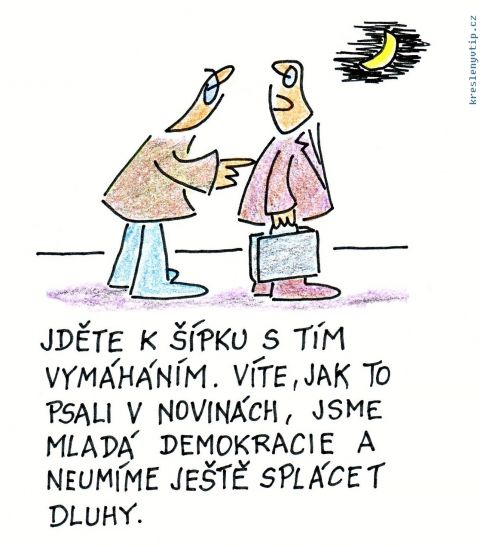 kreslenyvtip.cz
JDĚTE K ŠÍPKU S TÍM
VYMÁHÁNÍM. VÍTE, JAK TO
PSALI V NOVINÁCH, JSME
MLADÁ DEMOKRACIE A
NEUMÍME JEŠTĚ SPLÁCET
DLUHY.